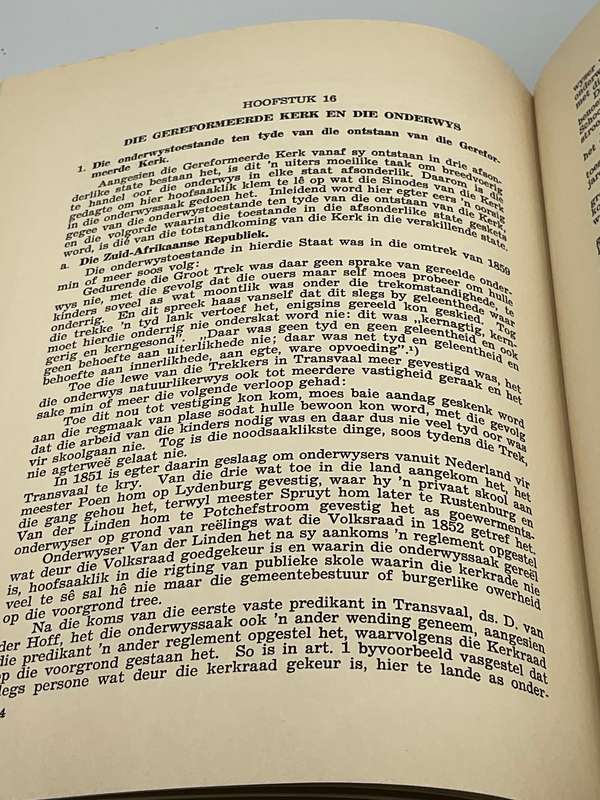 HOOFSTUK 16
DIE GEREFORMEERDE KERK EN DIE ONDERWYS
1. Die onderwystoestande ten tyde van die ontstaan van die Gerefor-
meerde Kerk.
Aangesien die Gereformeerde Kerk vanaf sy ontstaan in drie afson-
derlike state bestaan het, is dit 'n uiters moeilike taak om breedvoerig
te handel oor die onderwys in elke staat afsonderlik. Daarom is die
gedagte om hier hoofsaaklik klem te lê op wat die Sinodes van die Kerk
in die onderwyssaak gedoen het. Inleidend word hier egter eers 'n oorsig
gegee van die onderwystoestande ten tyde van die ontstaan van die Kerk,
en die volgorde waarin die toestande in die afsonderlike state geskets
word, is die van die totstandkoming van die Kerk in die verskillende state.
a. Die Zuid-Afrikaanse Republiek.
Die onderwystoestande in hierdie Staat was in die omtrek van 1859
min of meer soos volg:
Gedurende die Groot Trek was daar geen sprake van gereelde onder-
wys nie, met die gevolg dat die ouers maar self moes probeer om hulle
kinders soveel as wat moontlik was onder die trekomstandighede, te
onderrig. En dit spreek haas vanself dat dit slegs by geleentheid waar
die trekke 'n tyd lank vertoef het, enigsins gereeld kon geskied. Tog
moet hierdie onderrig nie onderskat word nie: dit was „kernagtig, kern-
gerig en kerngesond”. „Daar was geen tyd en geen geleentheid en ook
geen behoefte aan uiterlikhede nie; daar was net tyd en geleentheid en
behoefte aan innerlikhede, aan egte, ware opvoeding”.¹)
Toe die lewe van die Trekkers in Transvaal meer gevestigd was, het
die onderwys natuurlikerwys ook tot meerdere vastigheid geraak en het
sake min of meer die volgende verloop gehad:
Toe dit nou tot vestiging kon kom, moes baie aandag geskenk word
aan die regmaak van plase sodat hulle bewoon kon word, met die gevolg
dat die arbeid van die kinders nodig was en daar dus nie veel tyd oor was
vir skoolgaan nie. Tog is die noodsaaklikste dinge, soos tydens die Trek,
nie agterweë gelaat nie.
In 1851 is egter daarin geslaag om onderwysers vanuit Nederland vir
Transvaal te kry. Van die drie wat toe in die land aangekom het, het
meester Poen hom op Lydenburg gevestig, waar hy 'n privaat skool aan
die gang gehou het, terwyl meester Spruyt hom later te Rustenburg en
Van der Linden hom te Potchefstroom gevestig het as goewerments-
onderwyser op grond van reëlings wat die Volksraad in 1852 getref het.
Onderwyser Van der Linden het na sy aankoms 'n reglement opgestel
wat deur die Volksraad goedgekeur is en waarin die onderwyssaak gereël
is, hoofsaaklik in die rigting van publieke skole waarin die kerkrade nie
veel te sê sal hê nie maar die gemeentebestuur of burgerlike owerheid
op die voorgrond tree.
Na die koms van die eerste vaste predikant in Transvaal, ds. D. van
der Hoff, het die onderwyssaak ook 'n ander wending geneem, aangesien
die predikant 'n ander reglement opgestel het, waarvolgens die Kerkraad
op die voorgrond gestaan het. So is in art. 1 byvoorbeeld vasgestel dat
legs persone wat deur die kerkraad gekeur is, hier te lande as onder-
4